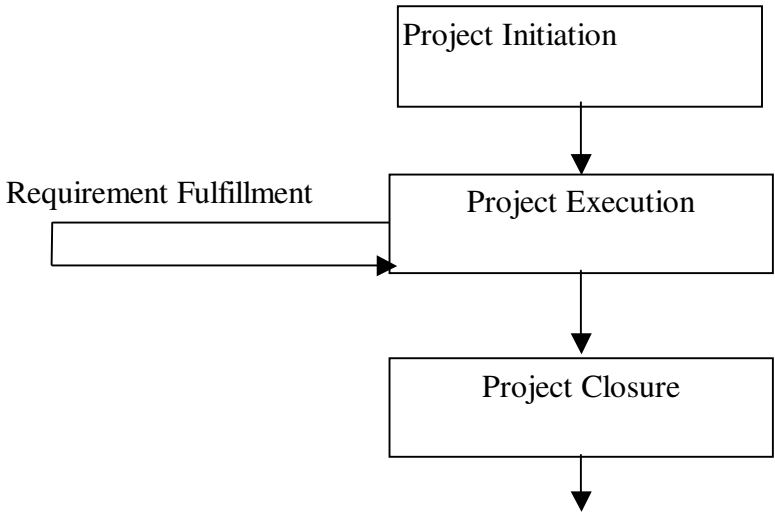 Project Initiation
Requirement Fulfillment
Project Execution
Project Closure